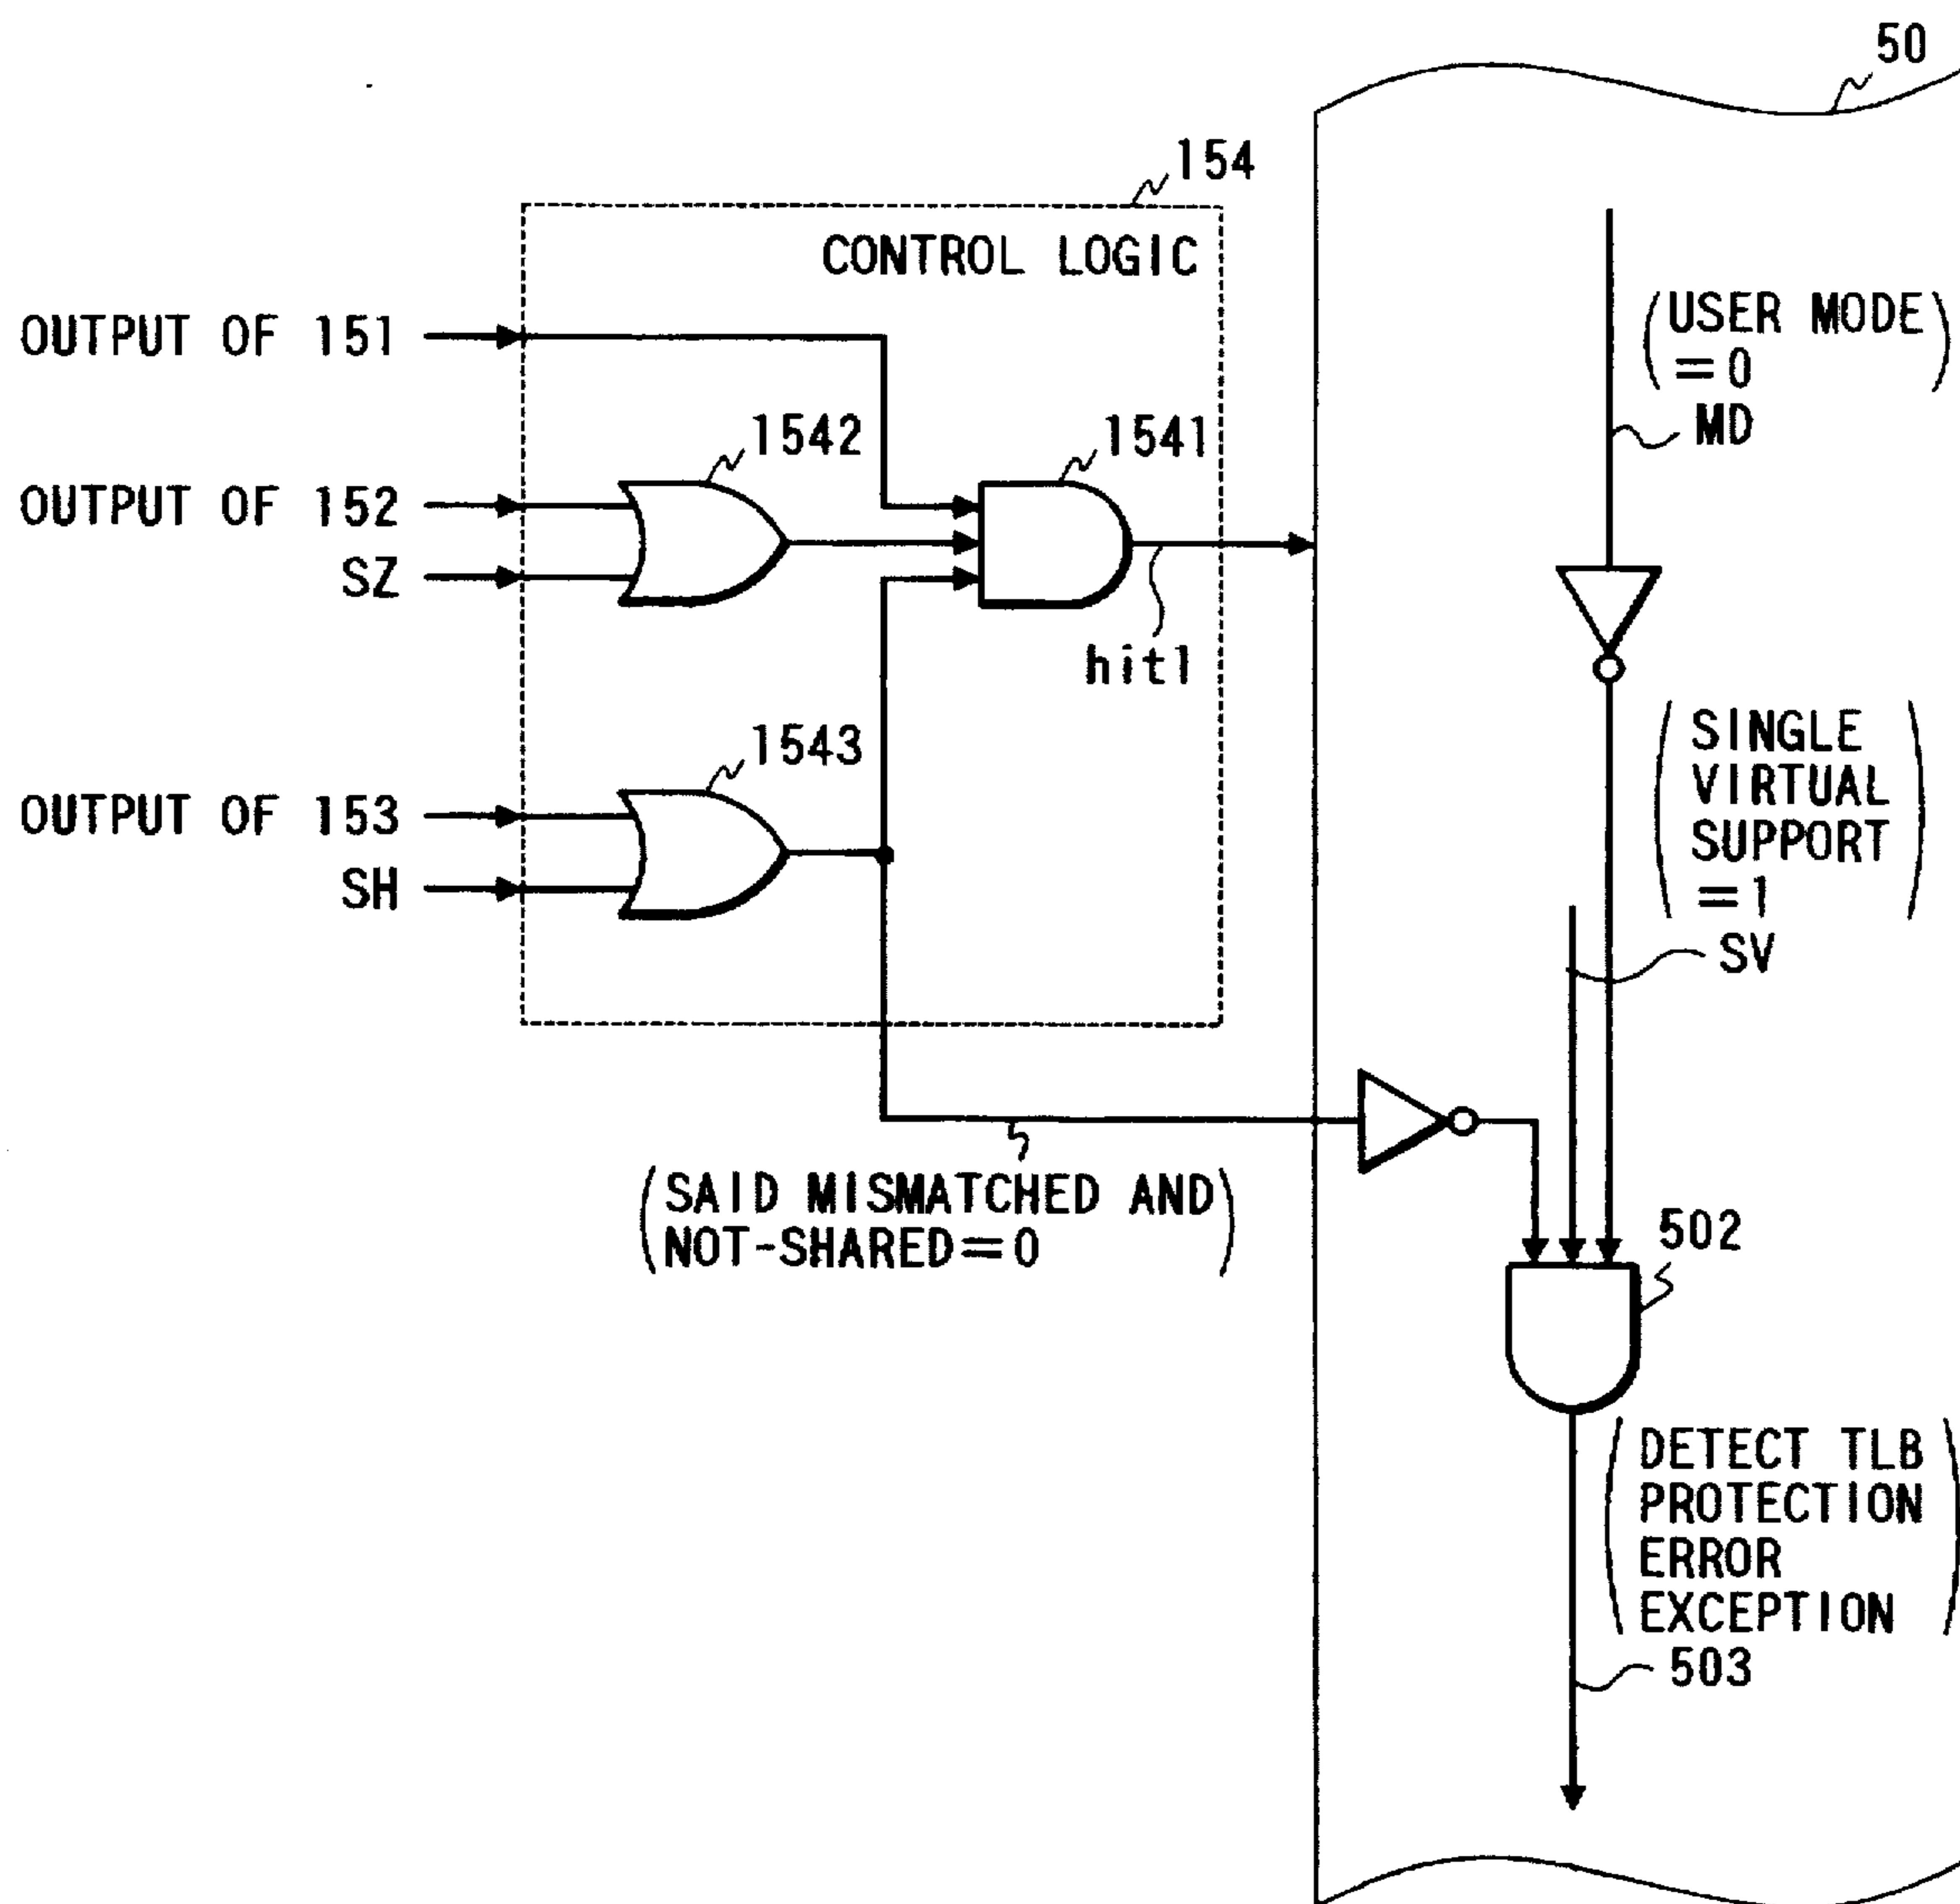 50
154
CONTROL LOGIC
OUTPUT OF 151
(USER MODE
=0)
MD
1542
1541
OUTPUT OF 152
SZ
hit1
(SINGLE
VIRTUAL
SUPPORT
=1)
SV
1543
OUTPUT OF 153
SH
(SAID MISMATCHED AND
NOT-SHARED=0)
502
(DETECT TLB
PROTECTION
ERROR
EXCEPTION)
503